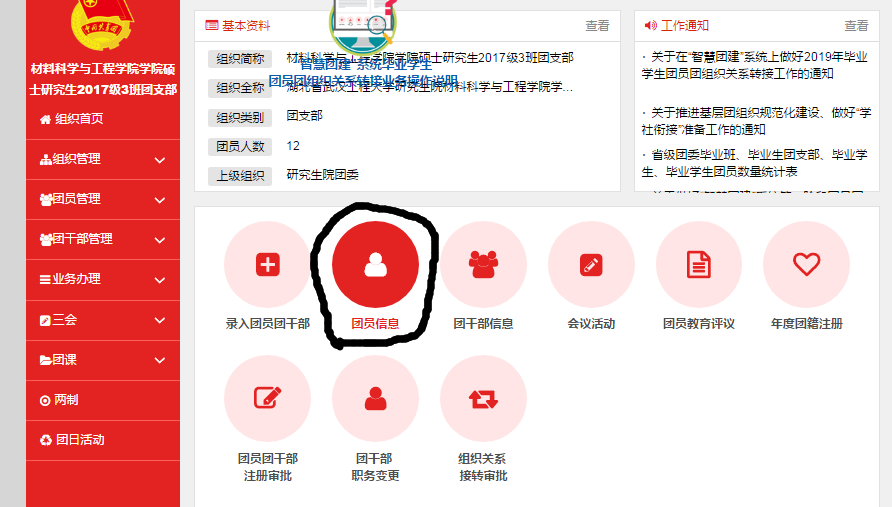 中国共青团
材料科学与工程学院学院硕
士研究生2017级3班团支部
组织首页
组织管理
团员管理
团干部管理
业务办理
三会
团课
两制
团日活动
基本资料
查看
组织简称
材料科学与工程学院学院硕士研究生2017级3班团支部
智慧团建"系统毕业学生
团员团组织关系转接业务操作说明
组织全称
湖北省武汉工程大学研究生院材料科学与工程学院学...
组织类别
团支部
团员人数
12
上级组织
研究生院团委
工作通知
查看
· 关于在“智慧团建”系统上做好2019年毕业
学生团员团组织关系转接工作的通知
· 关于推进基层团组织规范化建设、做好“学
社衔接”准备工作的通知
· 省级团委毕业班、毕业生团支部、毕业学
生、毕业学生团员数量统计表
录入团员团干部
团员信息
团干部信息
会议活动
团员教育评议
年度团籍注册
团员团干部
注册审批
团干部
职务变更
组织关系
接转审批